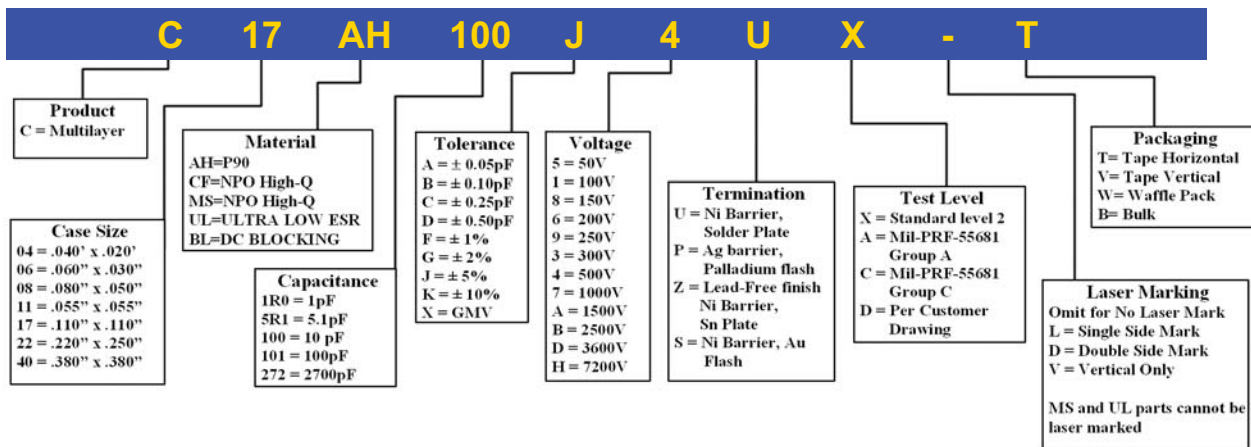 C 17 AH 100 J 4 U X - T
Product
C = Multilayer
Case Size
04 = .040’ x .020’
06 = .060” x .030”
08 = .080” x .050”
11 = .055” x .055”
17 = .110” x .110”
22 = .220” x .250”
40 = .380” x .380”
Material
AH=P90
CF=NPO High-Q
MS=NPO High-Q
UL=ULTRA LOW ESR
BL=DC BLOCKING
Capacitance
1R0 = 1pF
5R1 = 5.1pF
100 = 10 pF
101 = 100pF
272 = 2700pF
Tolerance
A = ± 0.05pF
B = ± 0.10pF
C = ± 0.25pF
D = ± 0.50pF
F = ± 1%
G = ± 2%
J = ± 5%
K = ± 10%
X = GMV
Voltage
5 = 50V
1 = 100V
8 = 150V
6 = 200V
9 = 250V
3 = 300V
4 = 500V
7 = 1000V
A = 1500V
B = 2500V
D = 3600V
H = 7200V
Termination
U = Ni Barrier,
Solder Plate
P = Ag barrier,
Palladium flash
Z = Lead-Free finish
Ni Barrier,
Sn Plate
S = Ni Barrier, Au
Flash
Test Level
X = Standard level 2
A = Mil-PRF-55681
Group A
C = Mil-PRF-55681
Group C
D = Per Customer
Drawing
Laser Marking
Omit for No Laser Mark
L = Single Side Mark
D = Double Side Mark
V = Vertical Only
MS and UL parts cannot be
laser marked
Packaging
T= Tape Horizontal
V= Tape Vertical
W= Waffle Pack
B= Bulk